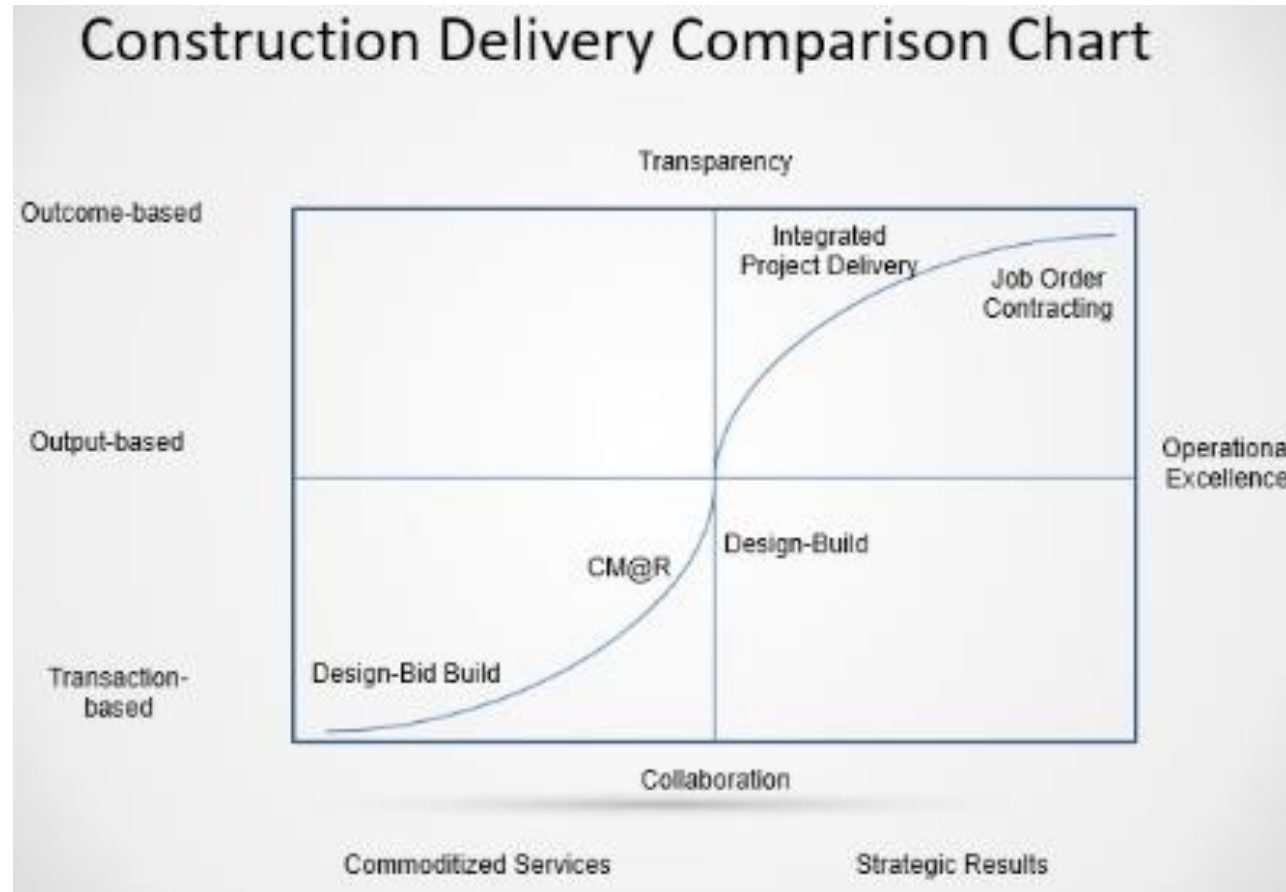 Construction Delivery Comparison Chart
Transparency
Outcome-based
Integrated
Project Delivery
Job Order
Contracting
Output-based
Operationa
Excellence
Design-Build
CM@R
Design-Bid Build
Transaction-
based
Collaboration
Commoditized Services
Strategic Results